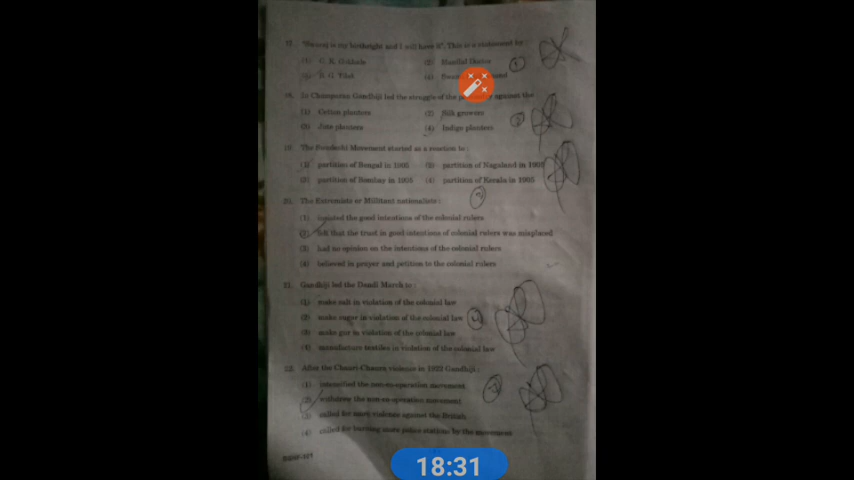 17. "Swaraj is my birthright and I will have it". This is a statement by :
(1) G. K. Gokhale (2)
(3) B. G. Tilak (4)
18. In Champaran Gandhiji led the struggle of the against the
(1) Cotton planters (2) Silk growers
(3) Jute planters (4) Indigo planters
19. The Swadeshi Movement started as a reaction to :
(1) partition of Bengal in 1905 (2) partition of Nagaland in 1905
(3) partition of Bombay in 1905 (4) partition of Kerala in 1905
20. The Extremists or Militant nationalists :
(1) the good intentions of the colonial rulers
(2) felt that the trust in good intentions of colonial rulers was misplaced
(3) had no opinion on the intentions of the colonial rulers
(4) believed in prayer and petition to the colonial rulers
21. Gandhiji led the Dandi March to :
(1) make salt in violation of the colonial law
(2) make sugar in violation of the colonial law
(3) make gur in violation of the colonial law
(4) manufacture textiles in violation of the colonial law
22. After the Chauri-Chaura violence in 1922 Gandhiji :
(1) intensified the non-co-operation movement
(2) withdrew the non-co-operation movement
(3) called for more violence against the British
(4) called for burning more police stations by the movement
18:31